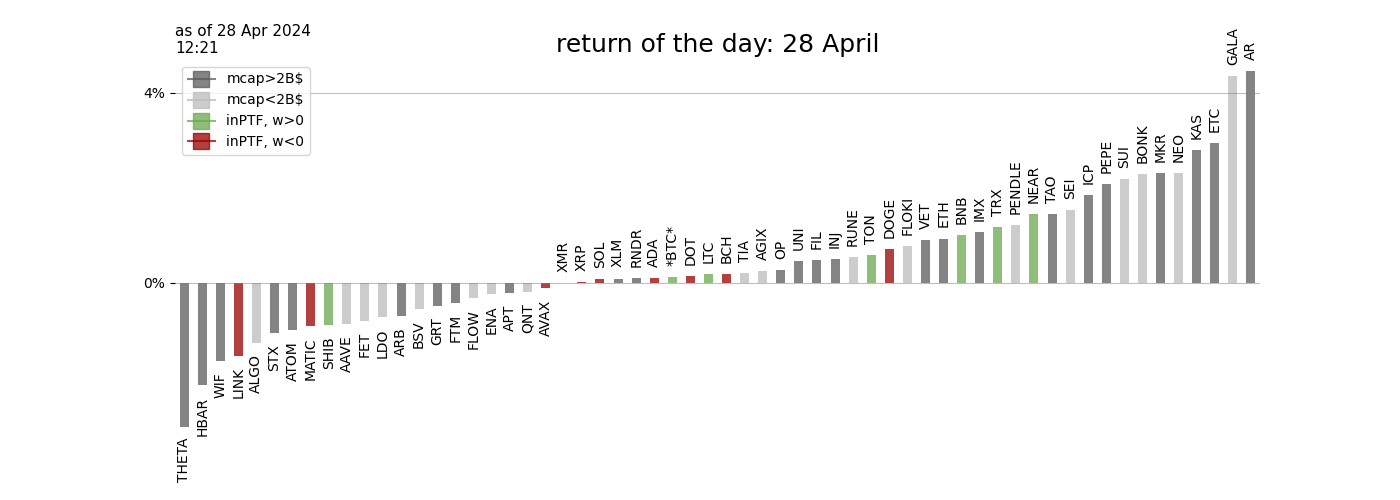 as of 28 Apr 2024
12:21
return of the day: 28 April
mcap>2B$
mcap<2B$
inPTF, w>0
inPTF, w<0
4%
0%
THETA
HBAR
WIF
LINK
ALGO
STX
ATOM
MATIC
SHIB
AAVE
FET
LDO
ARB
BSV
GRT
FTM
FLOW
ENA
APT
QNT
AVAX
XMR
XRP
SOL
XLM
RNDR
ADA
*BTC*
DOT
LTC
BCH
TIA
AGIX
OP
UNI
FIL
INJ
RUNE
TON
DOGE
FLOKI
VET
ETH
BNB
IMX
TRX
PENDLE
NEAR
TAO
SEI
ICP
PEPE
SUI
BONK
MKR
NEO
KAS
ETC
GALA
AR